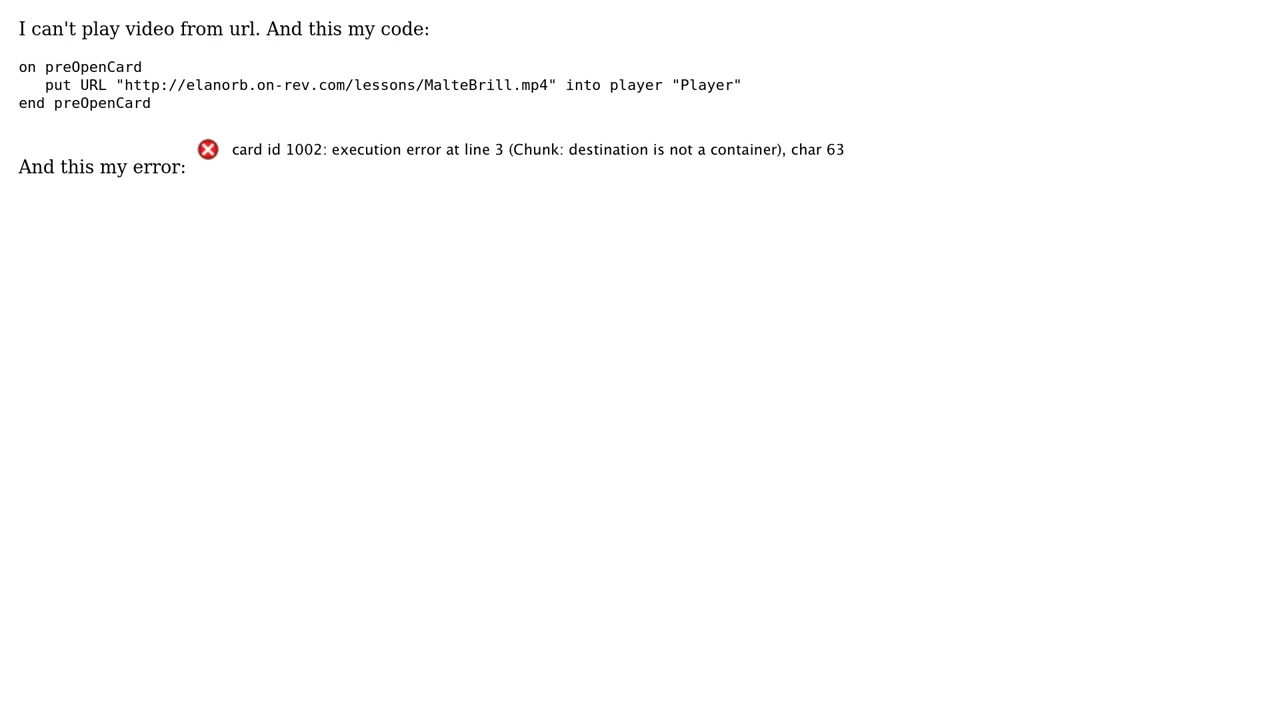 I can't play video from url. And this my code:
on preOpenCard
   put URL "http://elanorb.on-rev.com/lessons/MalteBrill.mp4" into player "Player"
end preOpenCard
card id 1002: execution error at line 3 (Chunk: destination is not a container), char 63
And this my error: